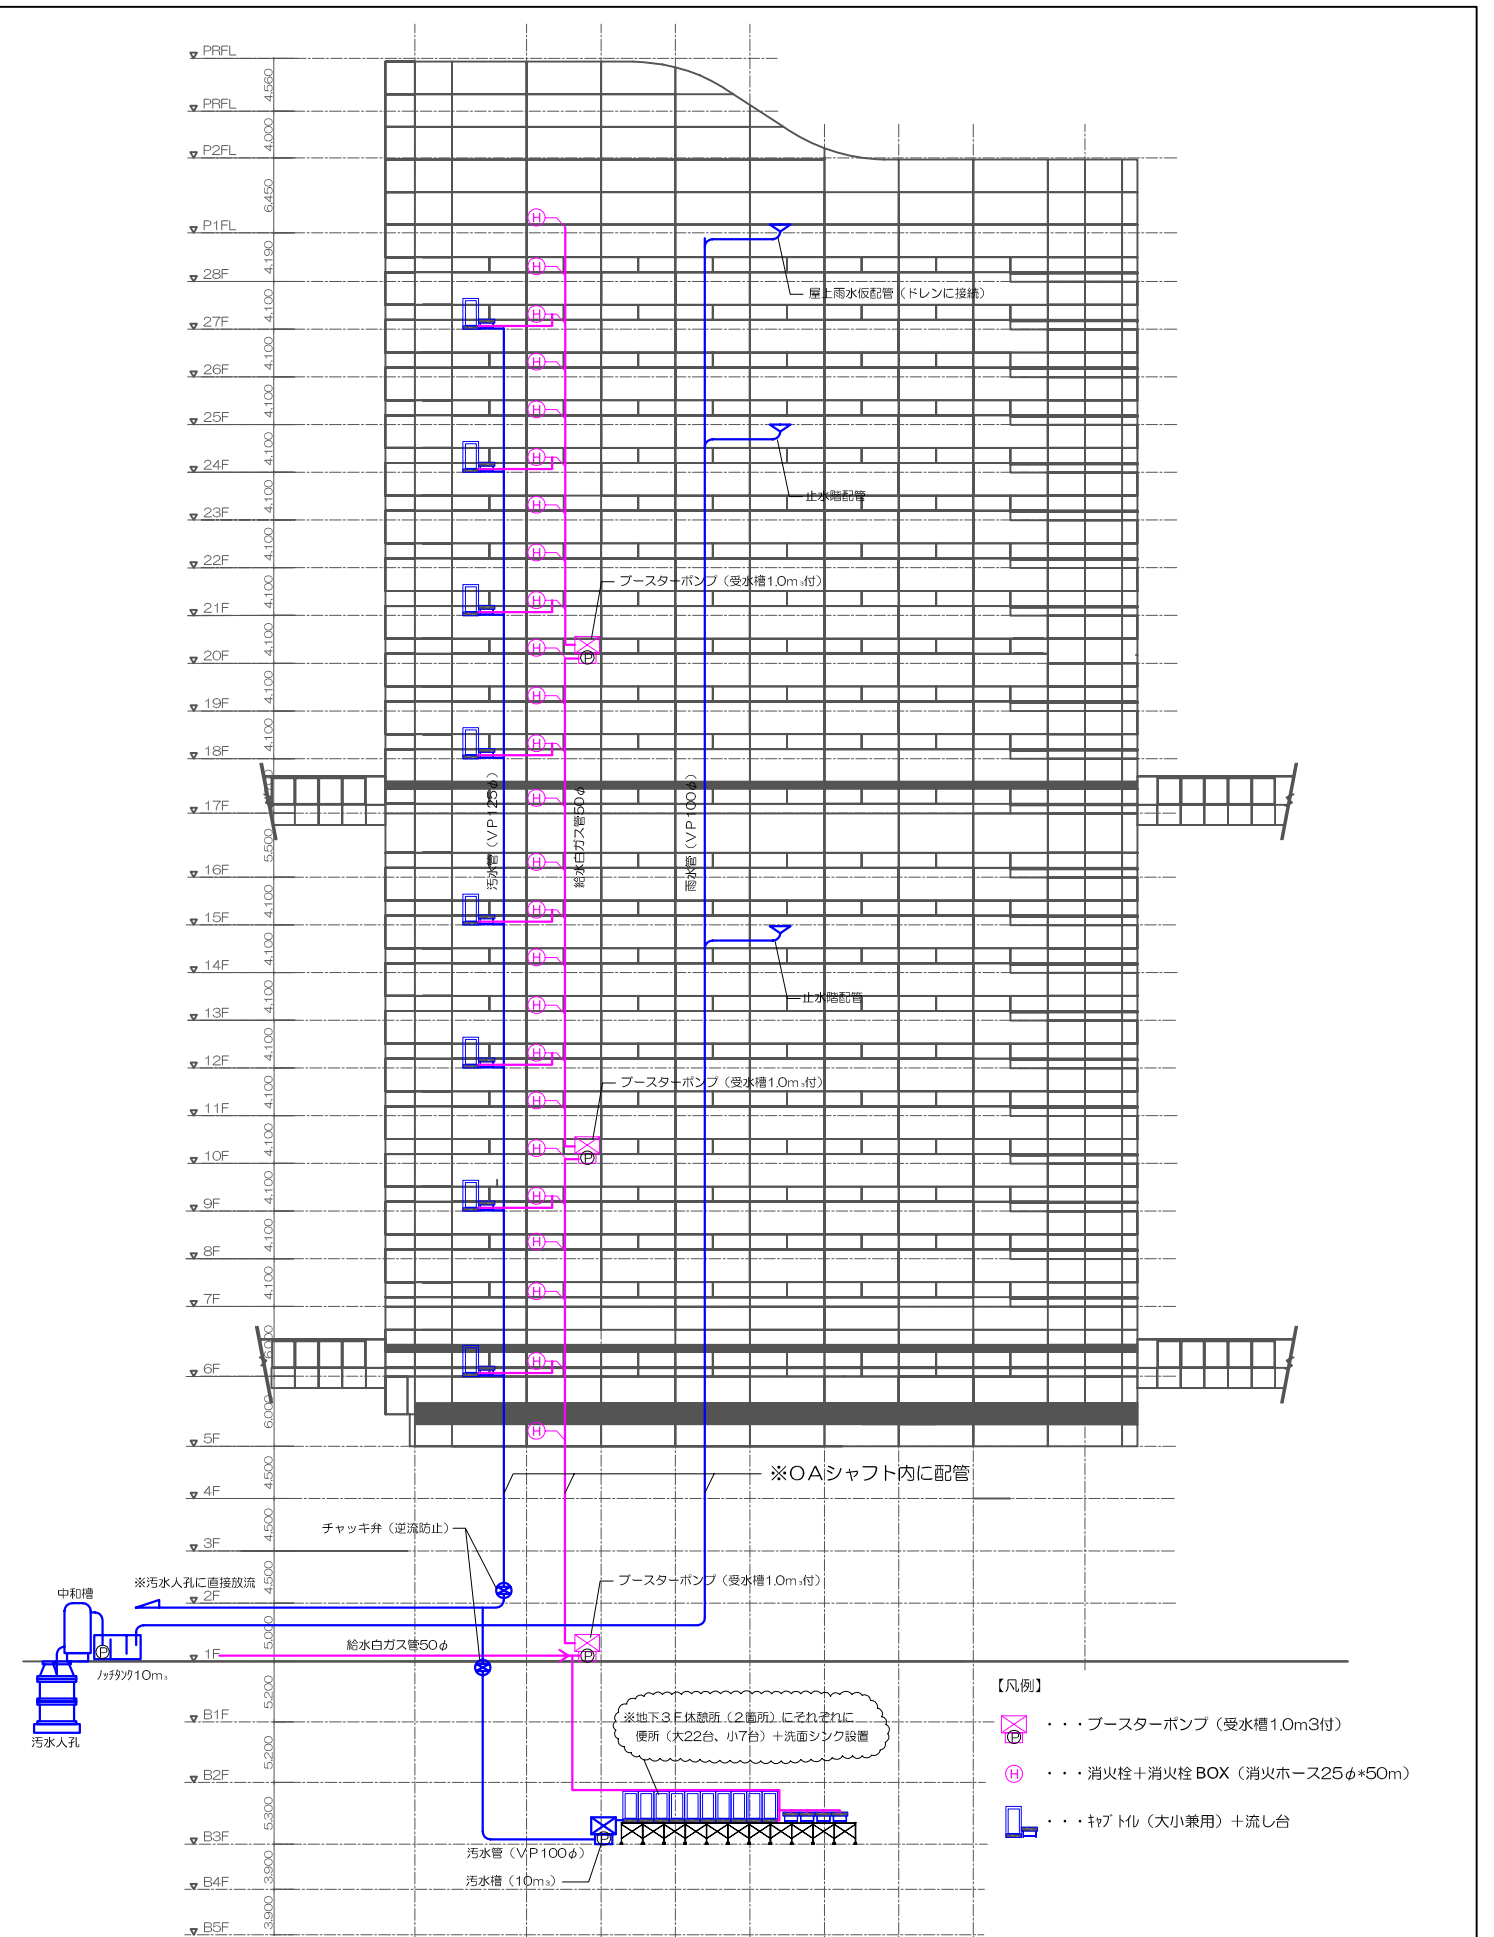 PRFL
4.560
PRFL
4.000
P2FL
6.450
P1FL
4.190
28F
屋上雨水仮配管（ドレンに接続）
4.100
27F
4.100
26F
4.100
25F
4.100
24F
止水階配管
4.100
23F
4.100
22F
ブースターポンプ（受水槽1.0m3付）
4.100
21F
4.100
20F
4.100
19F
4.100
18F
汚水管（VP125φ）
給水白ガス管50φ
雨水管（VP100φ）
17F
5.500
16F
4.100
15F
4.100
14F
止水階配管
4.100
13F
4.100
12F
ブースターポンプ（受水槽1.0m3付）
4.100
11F
4.100
10F
4.100
9F
4.100
8F
4.100
7F
6.000
6F
6.000
5F
※OAシャフト内に配管
4.500
4F
チャッキ弁（逆流防止）
4.500
3F
※汚水人孔に直接放流
ブースターポンプ（受水槽1.0m3付）
中和槽
4.500
2F
5.000
給水白ガス管50φ
1F
ﾉｯﾁﾀﾝｸ10m3
汚水人孔
5.200
B1F
※地下3.F休憩所（2箇所）にそれぞれに
便所（大22台、小7台）＋洗面シンク設置
5.200
B2F
5.300
B3F
汚水管（VP100φ）
汚水槽（10m3）
3.900
B4F
3.900
B5F
H
P
【凡例】
P
・・・ブースターポンプ（受水槽1.0m3付）
H
・・・消火栓＋消火栓BOX（消火ホース25φ*50m）
・・・ｷｬﾌﾞﾄｲﾚ（大小兼用）＋流し台